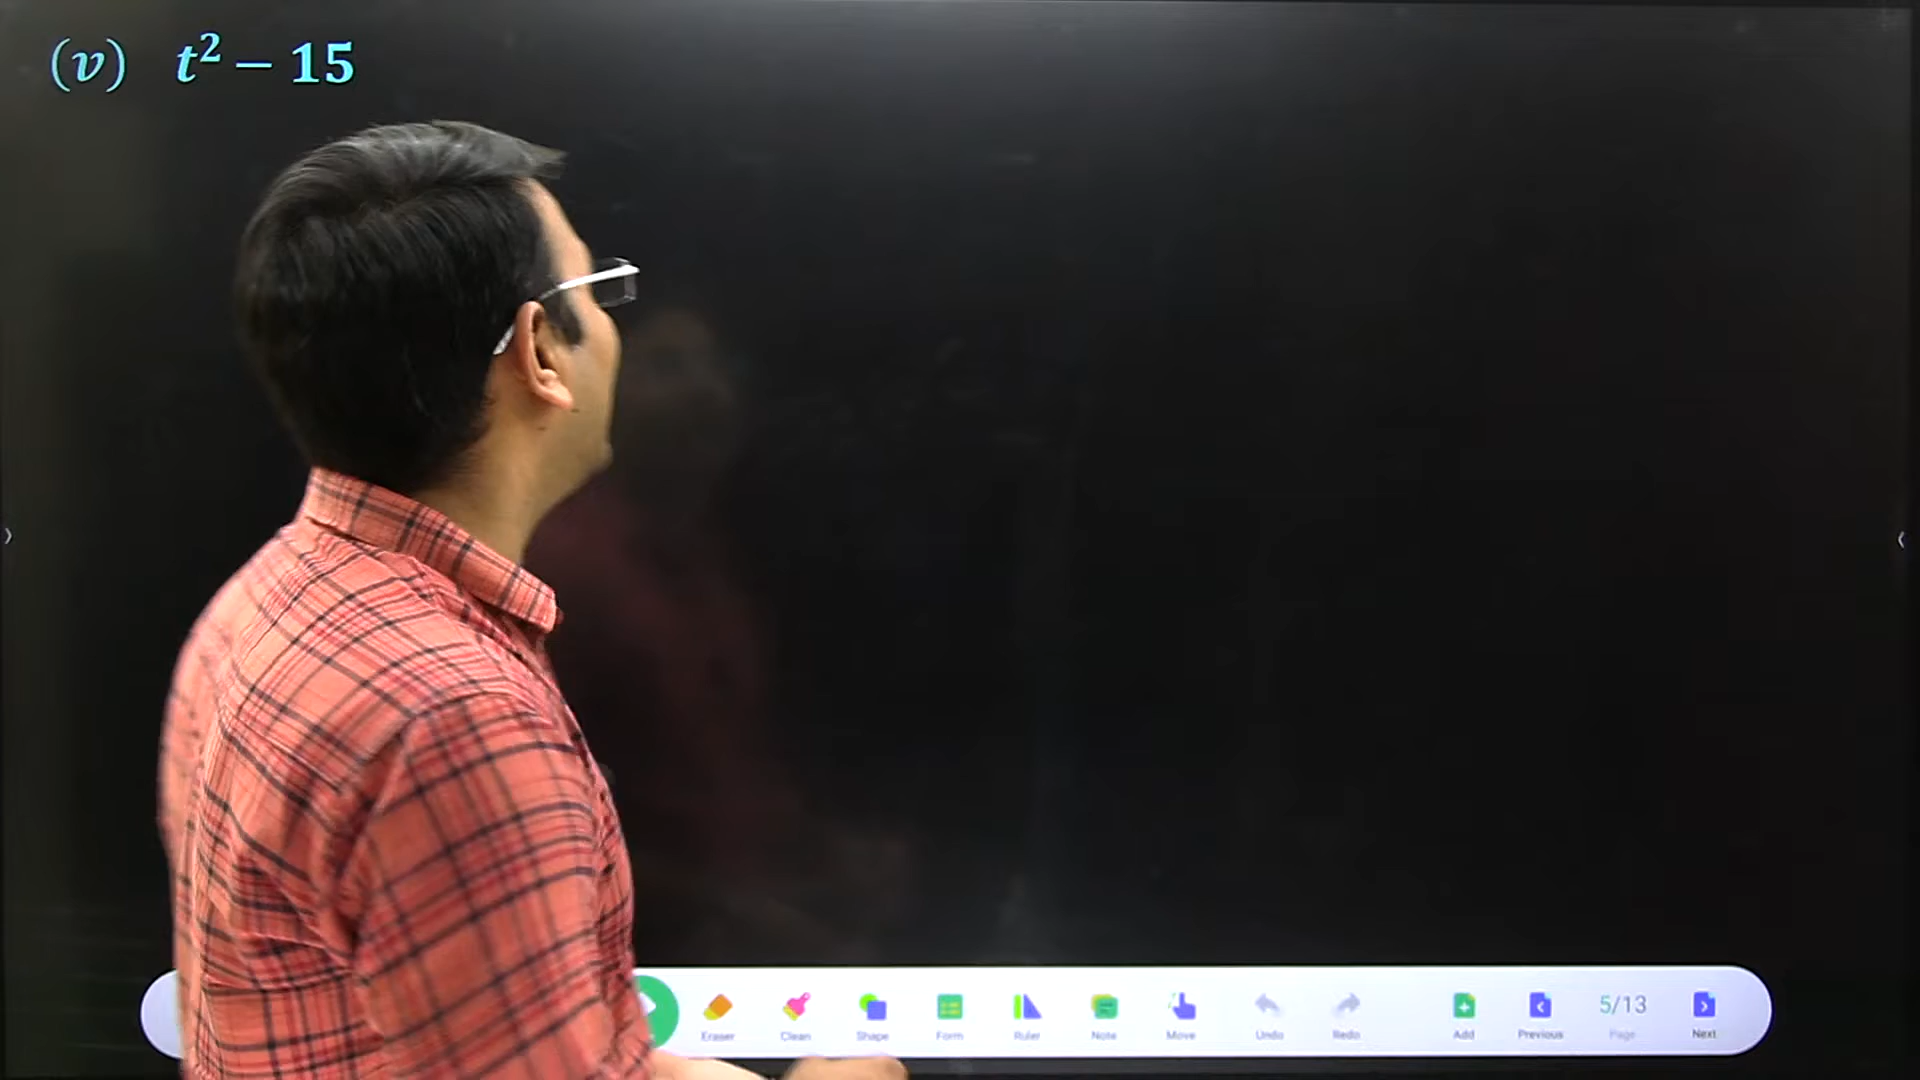 (v) t² − 15
Eraser Clean Shape Form Ruler Note Move Undo Redo Add Previous 5/13 Page Next